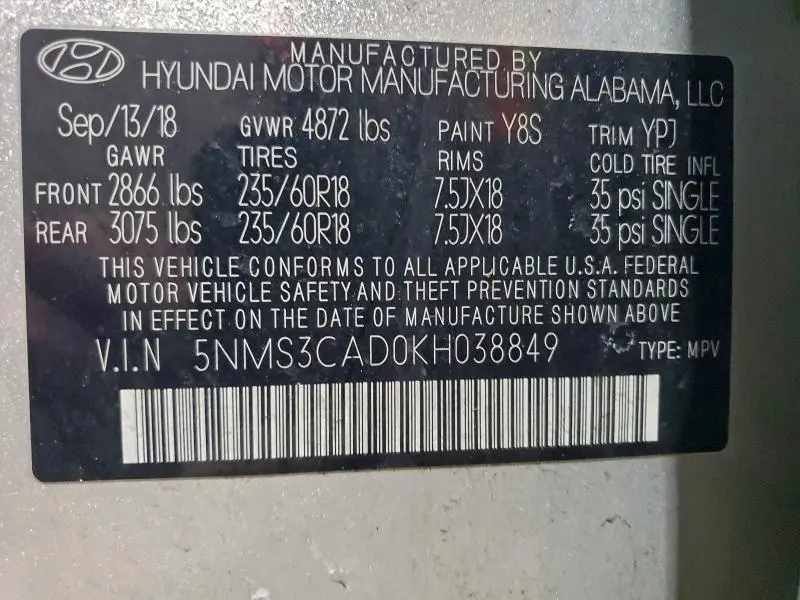 MANUFACTURED BY
HYUNDAI MOTOR MANUFACTURING ALABAMA, LLC
Sep/13/18 GVWR 4872 lbs PAINT Y8S TRIM YPJ
GAWR TIRES RIMS COLD TIRE INFL
FRONT 2866 lbs 235/60R18 7.5JX18 35 psi SINGLE
REAR 3075 lbs 235/60R18 7.5JX18 35 psi SINGLE
THIS VEHICLE CONFORMS TO ALL APPLICABLE U.S.A. FEDERAL
MOTOR VEHICLE SAFETY AND THEFT PREVENTION STANDARDS
IN EFFECT ON THE DATE OF MANUFACTURE SHOWN ABOVE
V.I.N 5NMS3CAD0KH038849 TYPE: MPV